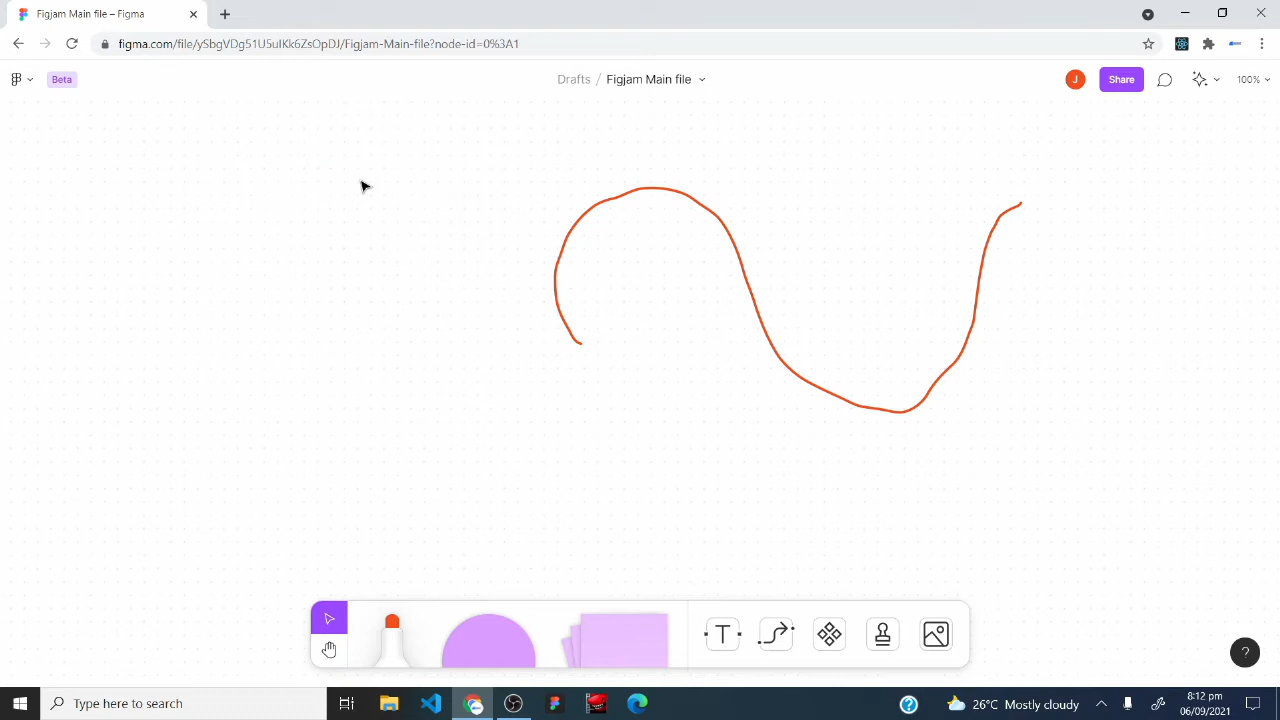 Figjam Main file – Figma
figma.com/file/ySbgVDg51U5uIKk6ZsOpDJ/Figjam-Main-file?node-id=0%3A1
Beta
Drafts / Figjam Main file
J
Share
100%
T
?
Type here to search
?
26°C Mostly cloudy
8:12 pm
06/09/2021